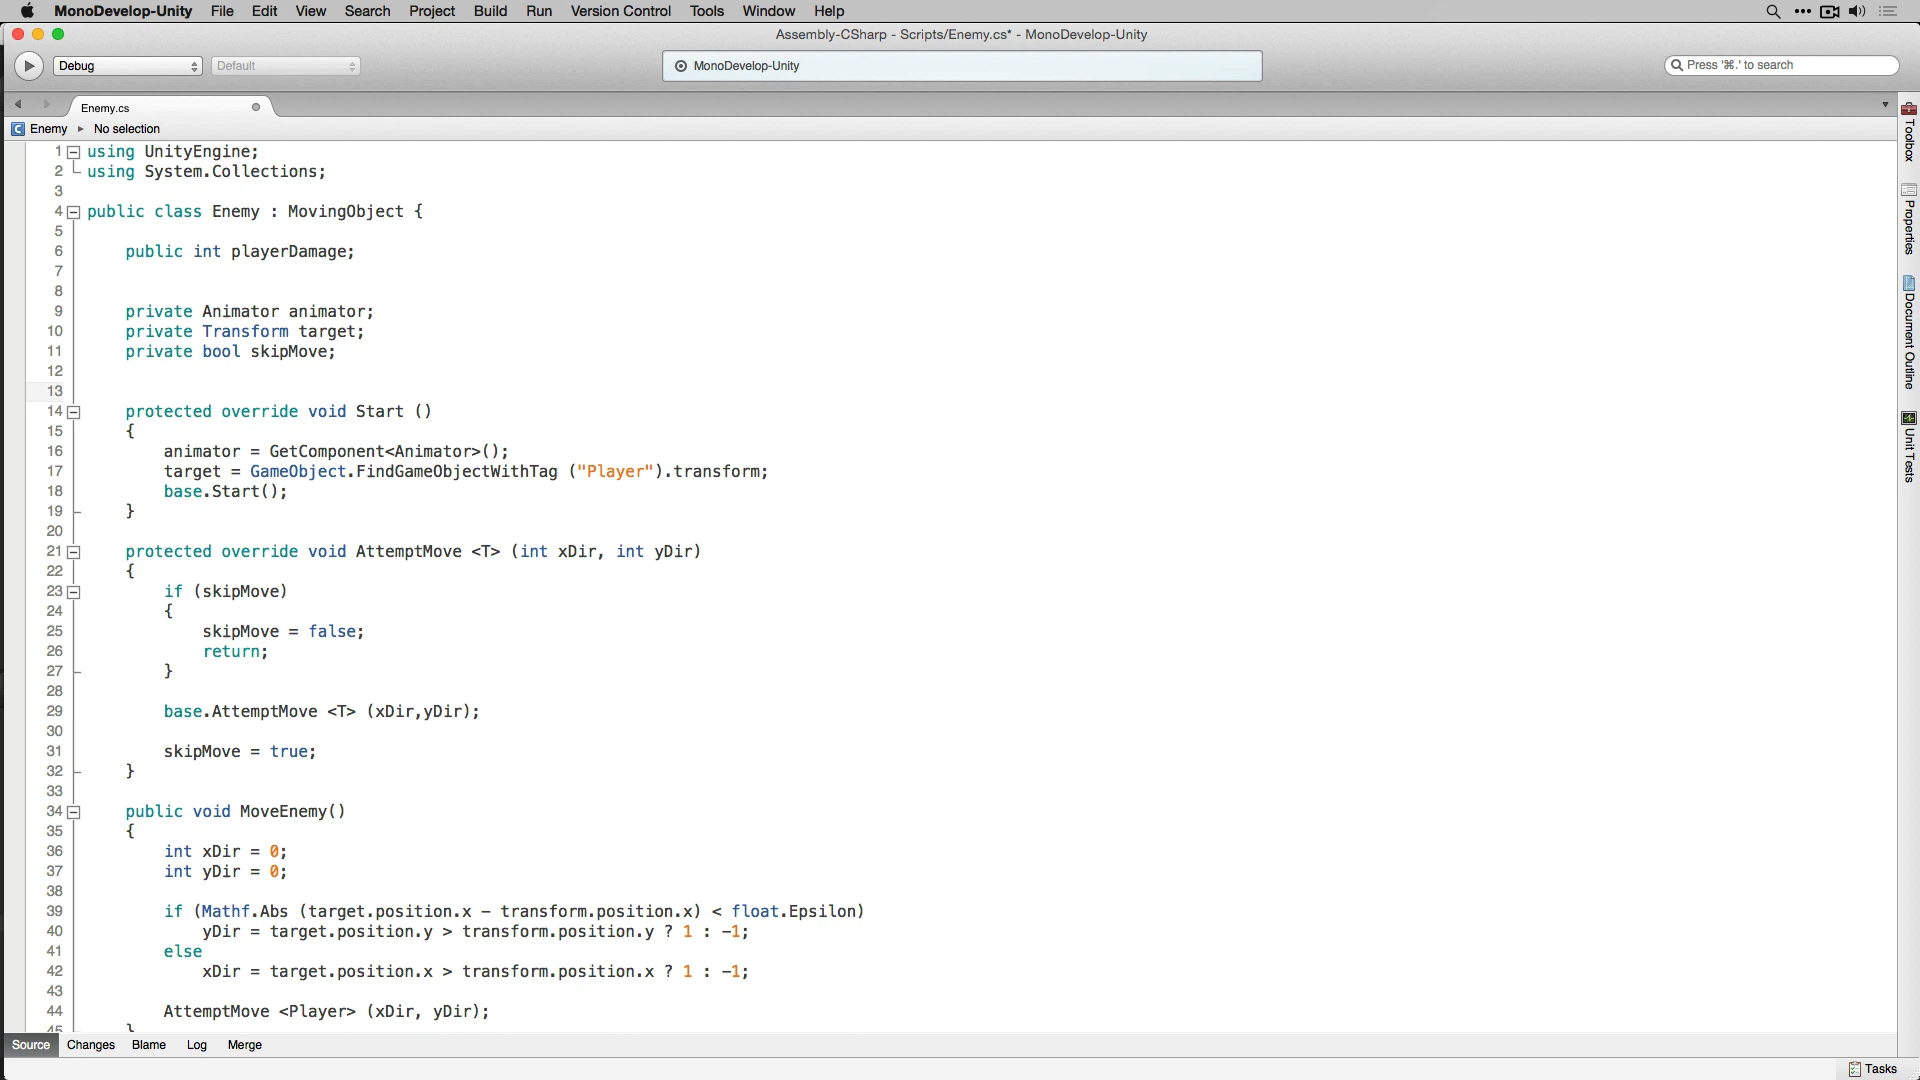 MonoDevelop-Unity File Edit View Search Project Build Run Version Control Tools Window Help
Assembly-CSharp - Scripts/Enemy.cs* - MonoDevelop-Unity
Debug Default MonoDevelop-Unity Press '⌘.' to search
Enemy.cs
Enemy No selection
1 using UnityEngine;
2 using System.Collections;
3
4 public class Enemy : MovingObject {
5
6 public int playerDamage;
7
8
9 private Animator animator;
10 private Transform target;
11 private bool skipMove;
12
13
14 protected override void Start ()
15 {
16 animator = GetComponent<Animator>();
17 target = GameObject.FindGameObjectWithTag ("Player").transform;
18 base.Start();
19 }
20
21 protected override void AttemptMove <T> (int xDir, int yDir)
22 {
23 if (skipMove)
24 {
25 skipMove = false;
26 return;
27 }
28
29 base.AttemptMove <T> (xDir,yDir);
30
31 skipMove = true;
32 }
33
34 public void MoveEnemy()
35 {
36 int xDir = 0;
37 int yDir = 0;
38
39 if (Mathf.Abs (target.position.x - transform.position.x) < float.Epsilon)
40 yDir = target.position.y > transform.position.y ? 1 : -1;
41 else
42 xDir = target.position.x > transform.position.x ? 1 : -1;
43
44 AttemptMove <Player> (xDir, yDir);
45 }
Source Changes Blame Log Merge
Tasks
Toolbox
Properties
Document Outline
Unit Tests